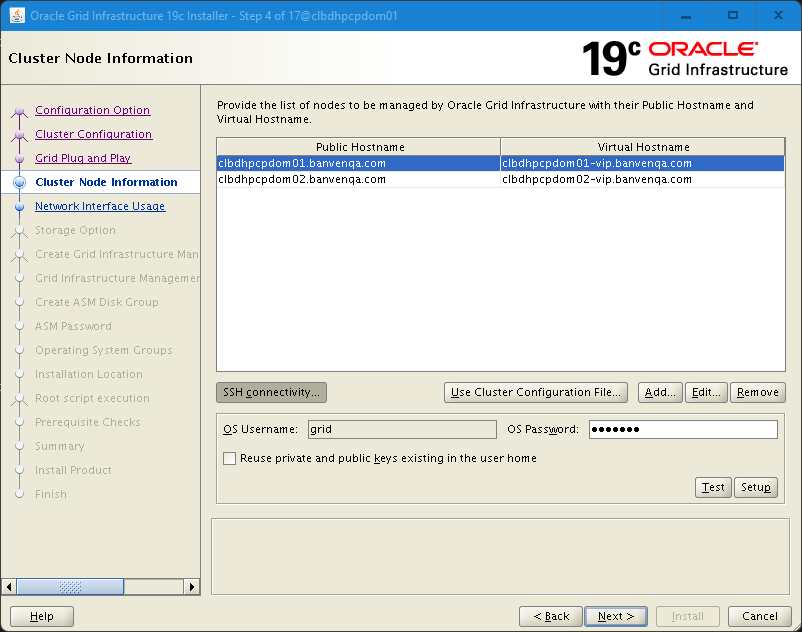 Oracle Grid Infrastructure 19c Installer - Step 4 of 17@clbdhpcpdom01
Cluster Node Information
19c ORACLE
Grid Infrastructure
Configuration Option
Cluster Configuration
Grid Plug and Play
Cluster Node Information
Network Interface Usage
Storage Option
Create Grid Infrastructure Man
Grid Infrastructure Managemer
Create ASM Disk Group
ASM Password
Operating System Groups
Installation Location
Root script execution
Prerequisite Checks
Summary
Install Product
Finish
Provide the list of nodes to be managed by Oracle Grid Infrastructure with their Public Hostname and
Virtual Hostname.
Public Hostname Virtual Hostname
clbdhpcpdom01.banvenqa.com clbdhpcpdom01-vip.banvenqa.com
clbdhpcpdom02.banvenqa.com clbdhpcpdom02-vip.banvenqa.com
SSH connectivity... Use Cluster Configuration File... Add... Edit... Remove
OS Username: grid OS Password: •••••••
Reuse private and public keys existing in the user home
Test Setup
Help < Back Next > Install Cancel